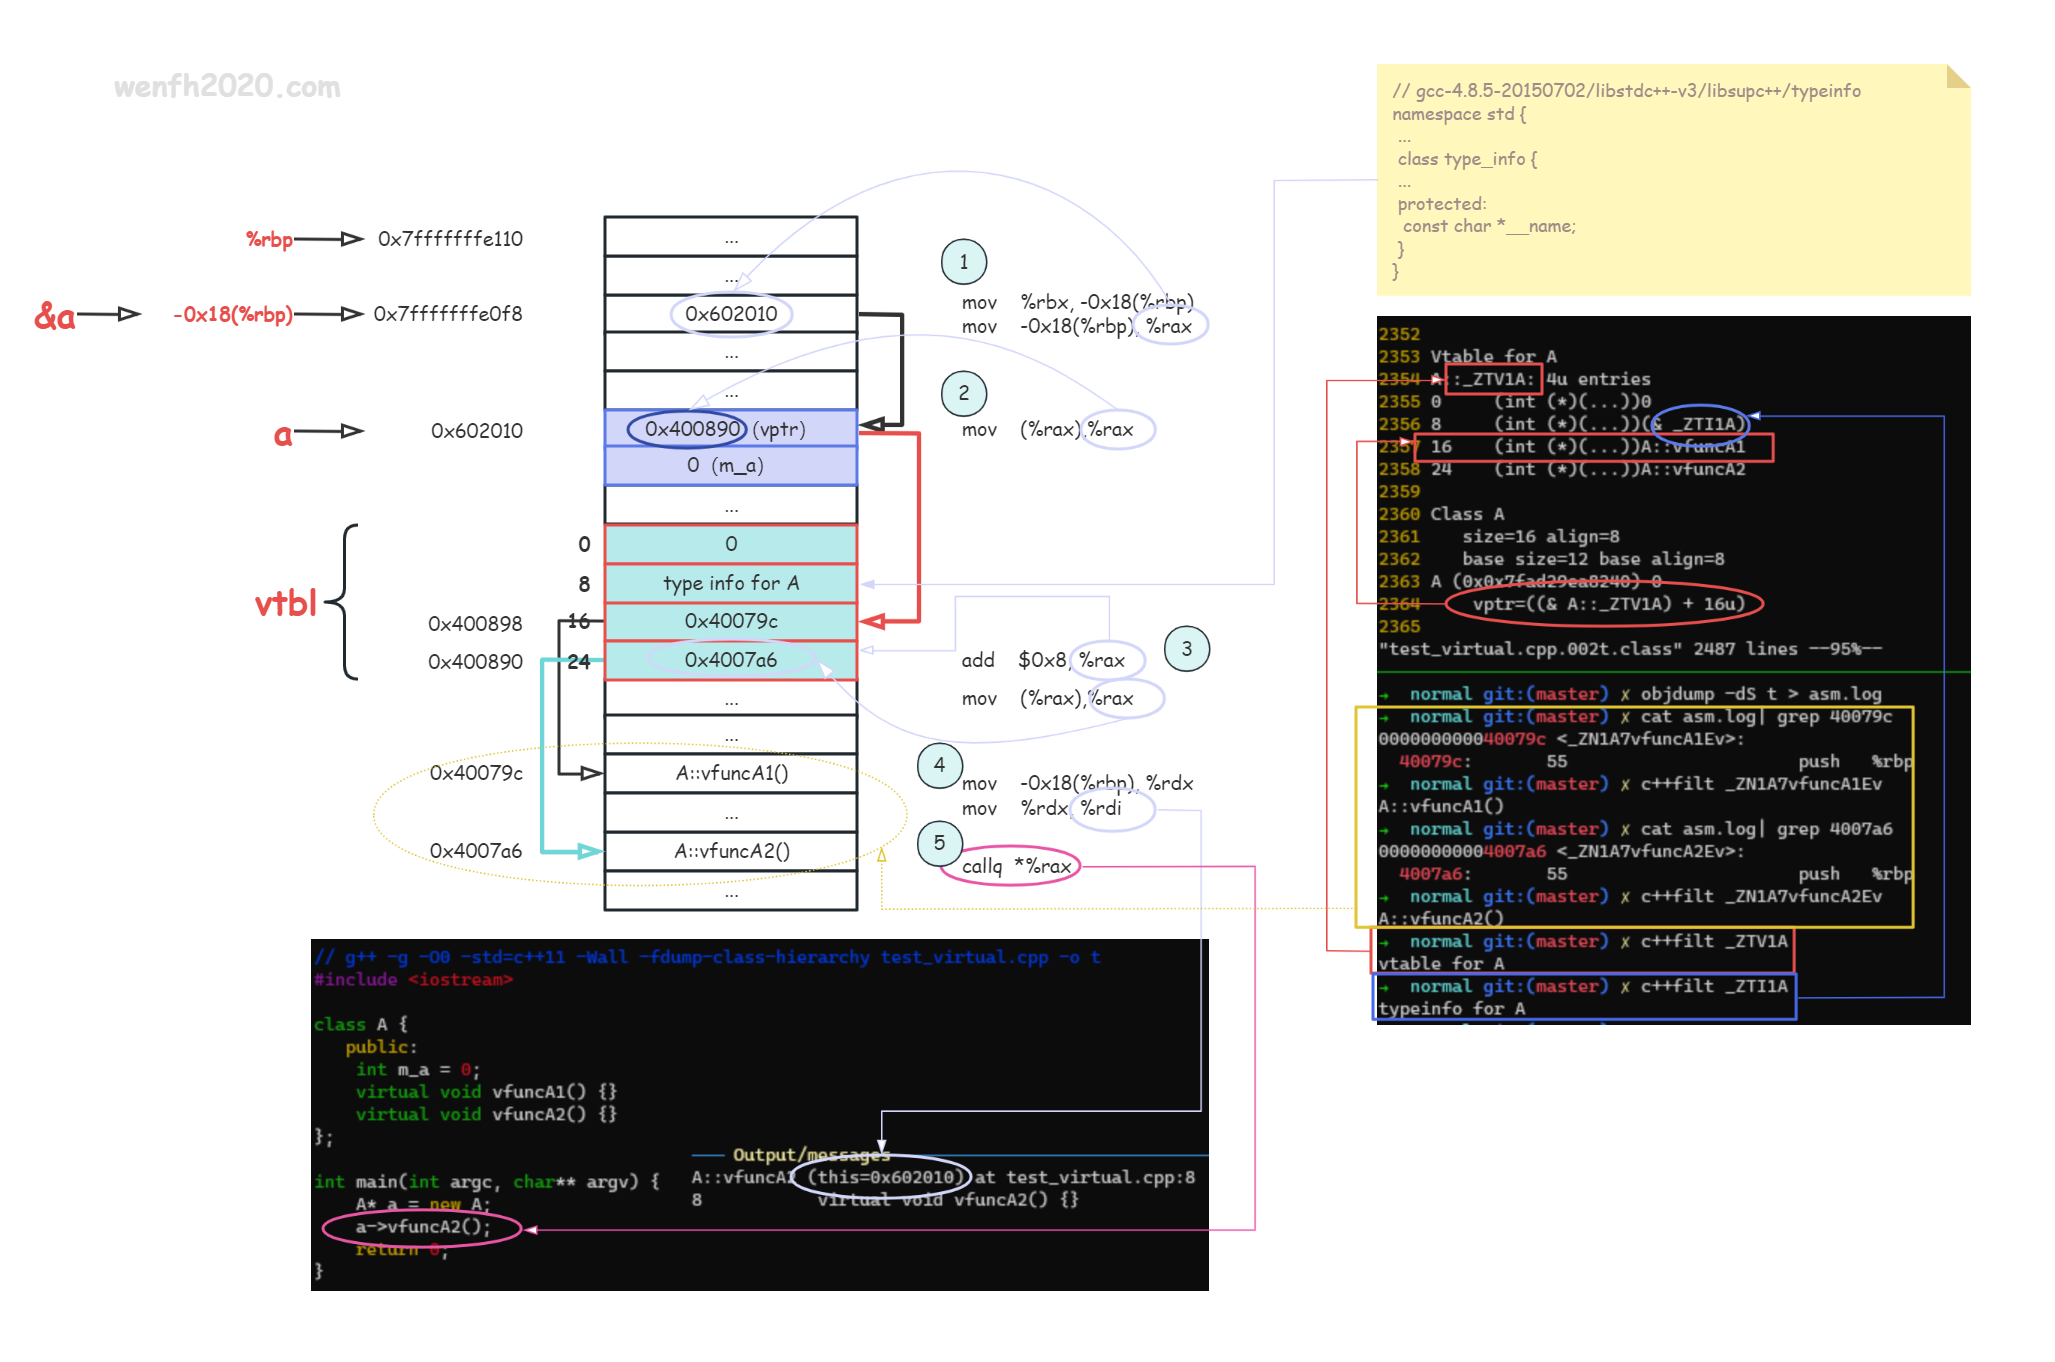 wenfh2020.com
%rbp
0x7fffffffe110
&a
-0x18(%rbp)
0x7fffffffe0f8
a
0x602010
vtbl
0x400898
0x400890
0x40079c
0x4007a6
0
8
16
24
...
...
0x602010
...
...
0x400890 (vptr)
0 (m_a)
...
0
type info for A
0x40079c
0x4007a6
...
...
A::vfuncA1()
...
A::vfuncA2()
...
1
mov %rbx, -0x18(%rbp)
mov -0x18(%rbp), %rax
2
mov (%rax),%rax
3
add $0x8, %rax
mov (%rax),%rax
4
mov -0x18(%rbp), %rdx
mov %rdx, %rdi
5
callq *%rax
// gcc-4.8.5-20150702/libstdc++-v3/libsupc++/typeinfo
namespace std {
...
class type_info {
...
protected:
const char *__name;
}
}
2352
2353 Vtable for A
2354 A::_ZTV1A: 4u entries
2355 0 (int (*)(...))0
2356 8 (int (*)(...))(& _ZTI1A)
2357 16 (int (*)(...))A::vfuncA1
2358 24 (int (*)(...))A::vfuncA2
2359
2360 Class A
2361 size=16 align=8
2362 base size=12 base align=8
2363 A (0x0x7fad29ea8240) 0
2364 vptr=((& A::_ZTV1A) + 16u)
2365
"test_virtual.cpp.002t.class" 2487 lines --95%--
→ normal git:(master) ✗ objdump -dS t > asm.log
→ normal git:(master) ✗ cat asm.log| grep 40079c
000000000040079c <_ZN1A7vfuncA1Ev>:
40079c: 55 push %rbp
→ normal git:(master) ✗ c++filt _ZN1A7vfuncA1Ev
A::vfuncA1()
→ normal git:(master) ✗ cat asm.log| grep 4007a6
00000000004007a6 <_ZN1A7vfuncA2Ev>:
4007a6: 55 push %rbp
→ normal git:(master) ✗ c++filt _ZN1A7vfuncA2Ev
A::vfuncA2()
→ normal git:(master) ✗ c++filt _ZTV1A
vtable for A
→ normal git:(master) ✗ c++filt _ZTI1A
typeinfo for A
// g++ -g -O0 -std=c++11 -Wall -fdump-class-hierarchy test_virtual.cpp -o t
#include <iostream>
class A {
public:
int m_a = 0;
virtual void vfuncA1() {}
virtual void vfuncA2() {}
};
int main(int argc, char** argv) {
A* a = new A;
a->vfuncA2();
return 0;
}
Output/messages
A::vfuncA2 (this=0x602010) at test_virtual.cpp:8
8 virtual void vfuncA2() {}